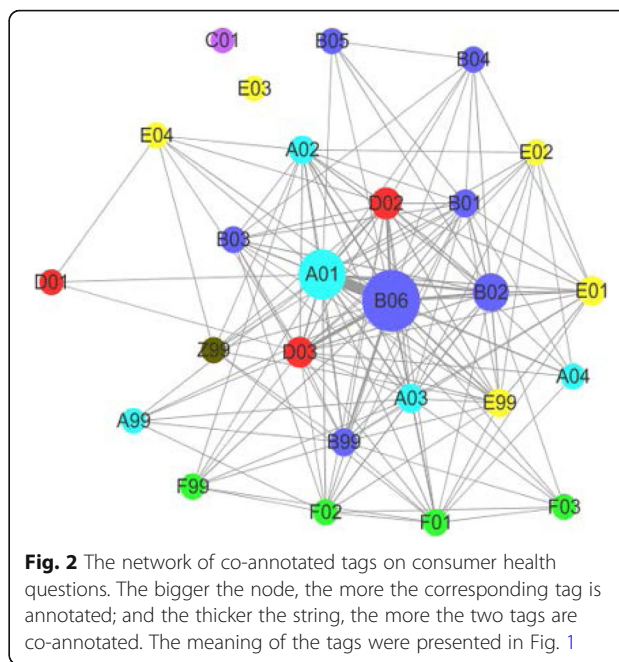 C01
B05
B04
E03
E04
A02
E02
D02
B01
B03
A01
D01
B06
B02
E01
Z99
D03
A04
A03
E99
A99
B99
F99
F02
F01
F03
Fig. 2 The network of co-annotated tags on consumer health
questions. The bigger the node, the more the corresponding tag is
annotated; and the thicker the string, the more the two tags are
co-annotated. The meaning of the tags were presented in Fig. 1